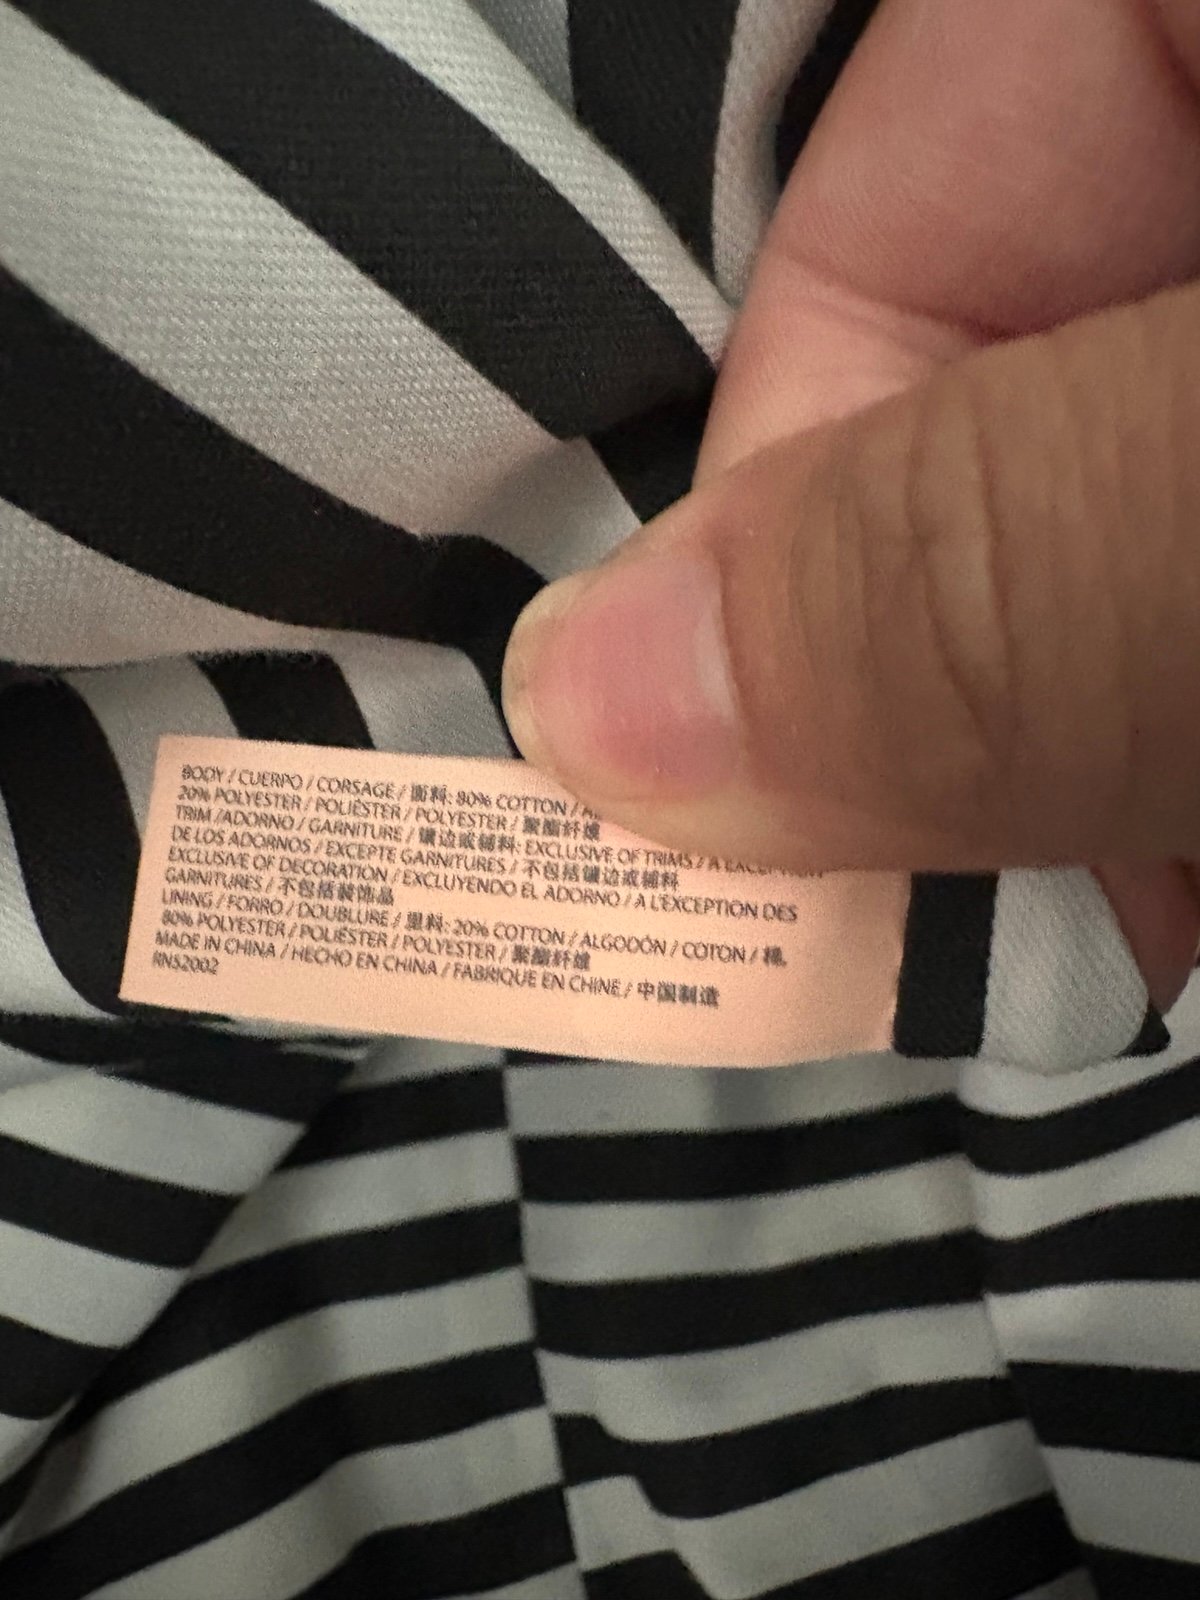 BODY / CUERPO / CORSAGE / 面料: 80% COTTON /
20% POLYESTER / POLIÉSTER / POLYESTER / 聚酯纤维
TRIM /ADORNO / GARNITURE / 镶边或辅料: EXCLUSIVE OF TRIMS / A EXCEPCIÓN
DE LOS ADORNOS / EXCEPTÉ GARNITURES / 不包括镶边或辅料
EXCLUSIVE OF DECORATION / EXCLUYENDO EL ADORNO / A L'EXCEPTION DES
GARNITURES / 不包括装饰品
LINING / FORRO / DOUBLURE / 里料: 20% COTTON / ALGODÓN / COTON / 棉,
80% POLYESTER / POLIÉSTER / POLYESTER / 聚酯纤维
MADE IN CHINA / HECHO EN CHINA / FABRIQUE EN CHINE / 中国制造
RN52002